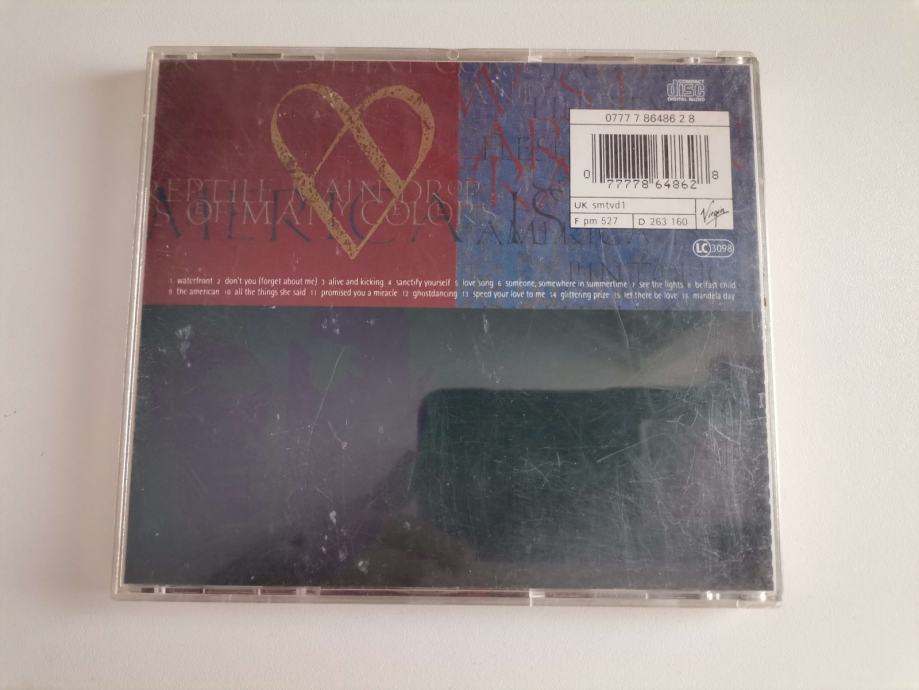 COMPACT
disc
DIGITAL AUDIO
0777 7 86486 2 8
0 77778 64862 8
UK smtvd1
F pm 527 D 263 160
Virgin
LC 3098
REPTILE RAINDROP
S OF MANY COLORS
AMERICA IS
AMERICA
1 waterfront 2 don't you (forget about me) 3 alive and kicking 4 sanctify yourself 5 love song 6 someone, somewhere in summertime 7 see the lights 8 belfast child
9 the american 10 all the things she said 11 promised you a miracle 12 ghostdancing 13 speed your love to me 14 glittering prize 15 let there be love 16 mandela day